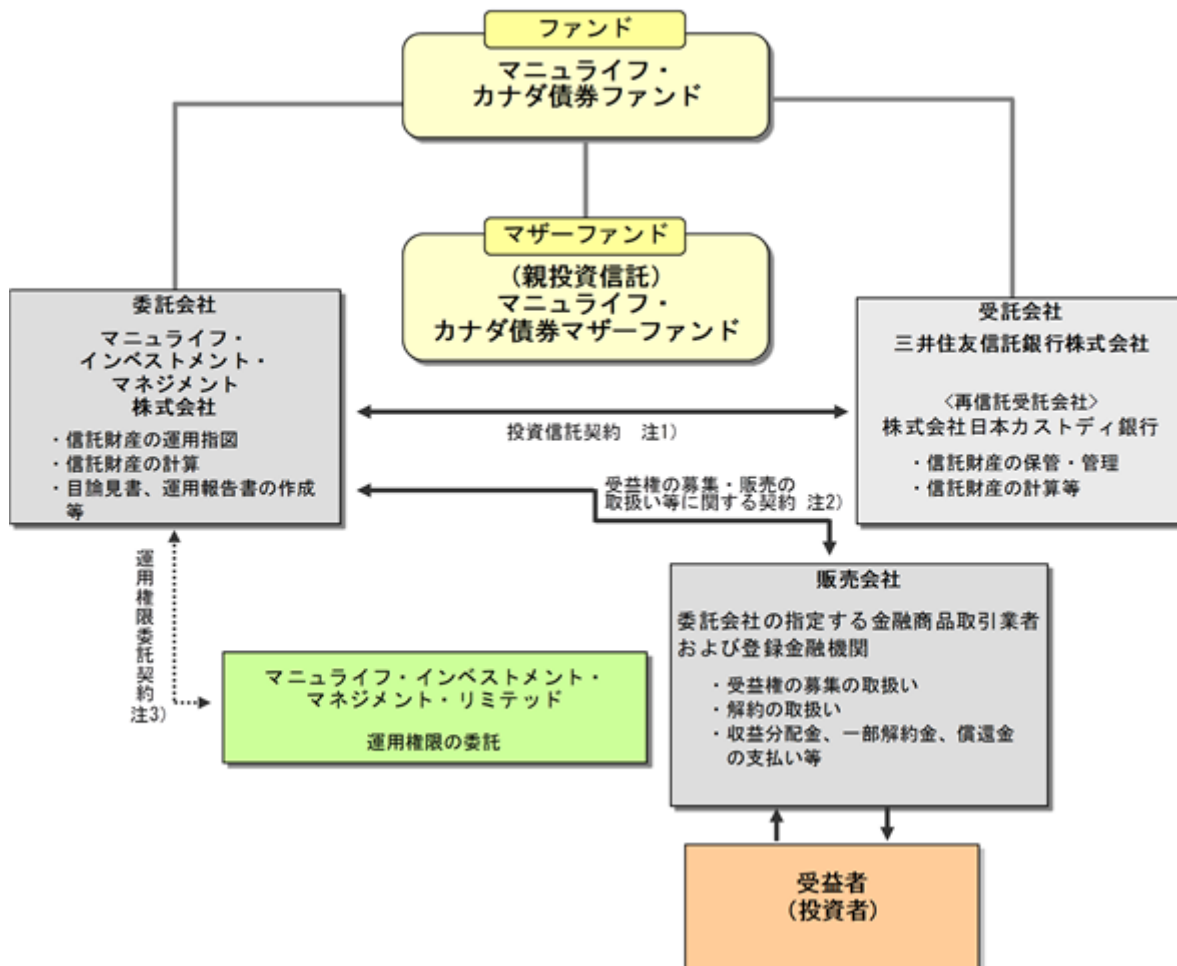 ファンド
マニュライフ・
カナダ債券ファンド
マザーファンド
（親投資信託）
マニュライフ・
カナダ債券マザーファンド
委託会社
マニュライフ・
インベストメント・
マネジメント
株式会社
・信託財産の運用指図
・信託財産の計算
・目論見書、運用報告書の作成
等
受託会社
三井住友信託銀行株式会社
〈再信託受託会社〉
株式会社日本カストディ銀行
・信託財産の保管・管理
・信託財産の計算等
投資信託契約 注1）
受益権の募集・販売の
取扱い等に関する契約 注2）
運用権限委託契約
注3）
マニュライフ・インベストメント・
マネジメント・リミテッド
運用権限の委託
販売会社
委託会社の指定する金融商品取引業者
および登録金融機関
・受益権の募集の取扱い
・解約の取扱い
・収益分配金、一部解約金、償還金
の支払い等
受益者
（投資者）